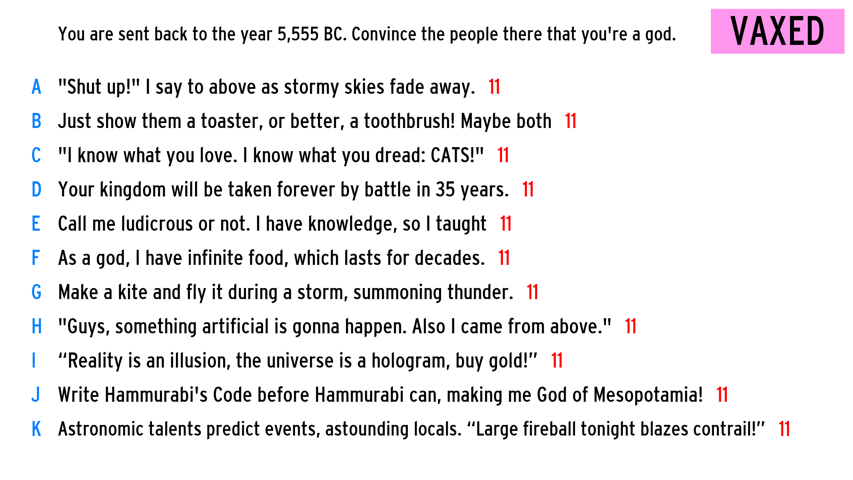 You are sent back to the year 5,555 BC. Convince the people there that you're a god.
VAXED
A "Shut up!" I say to above as stormy skies fade away. 11
B Just show them a toaster, or better, a toothbrush! Maybe both 11
C "I know what you love. I know what you dread: CATS!" 11
D Your kingdom will be taken forever by battle in 35 years. 11
E Call me ludicrous or not. I have knowledge, so I taught 11
F As a god, I have infinite food, which lasts for decades. 11
G Make a kite and fly it during a storm, summoning thunder. 11
H "Guys, something artificial is gonna happen. Also I came from above." 11
I “Reality is an illusion, the universe is a hologram, buy gold!” 11
J Write Hammurabi's Code before Hammurabi can, making me God of Mesopotamia! 11
K Astronomic talents predict events, astounding locals. “Large fireball tonight blazes contrail!” 11